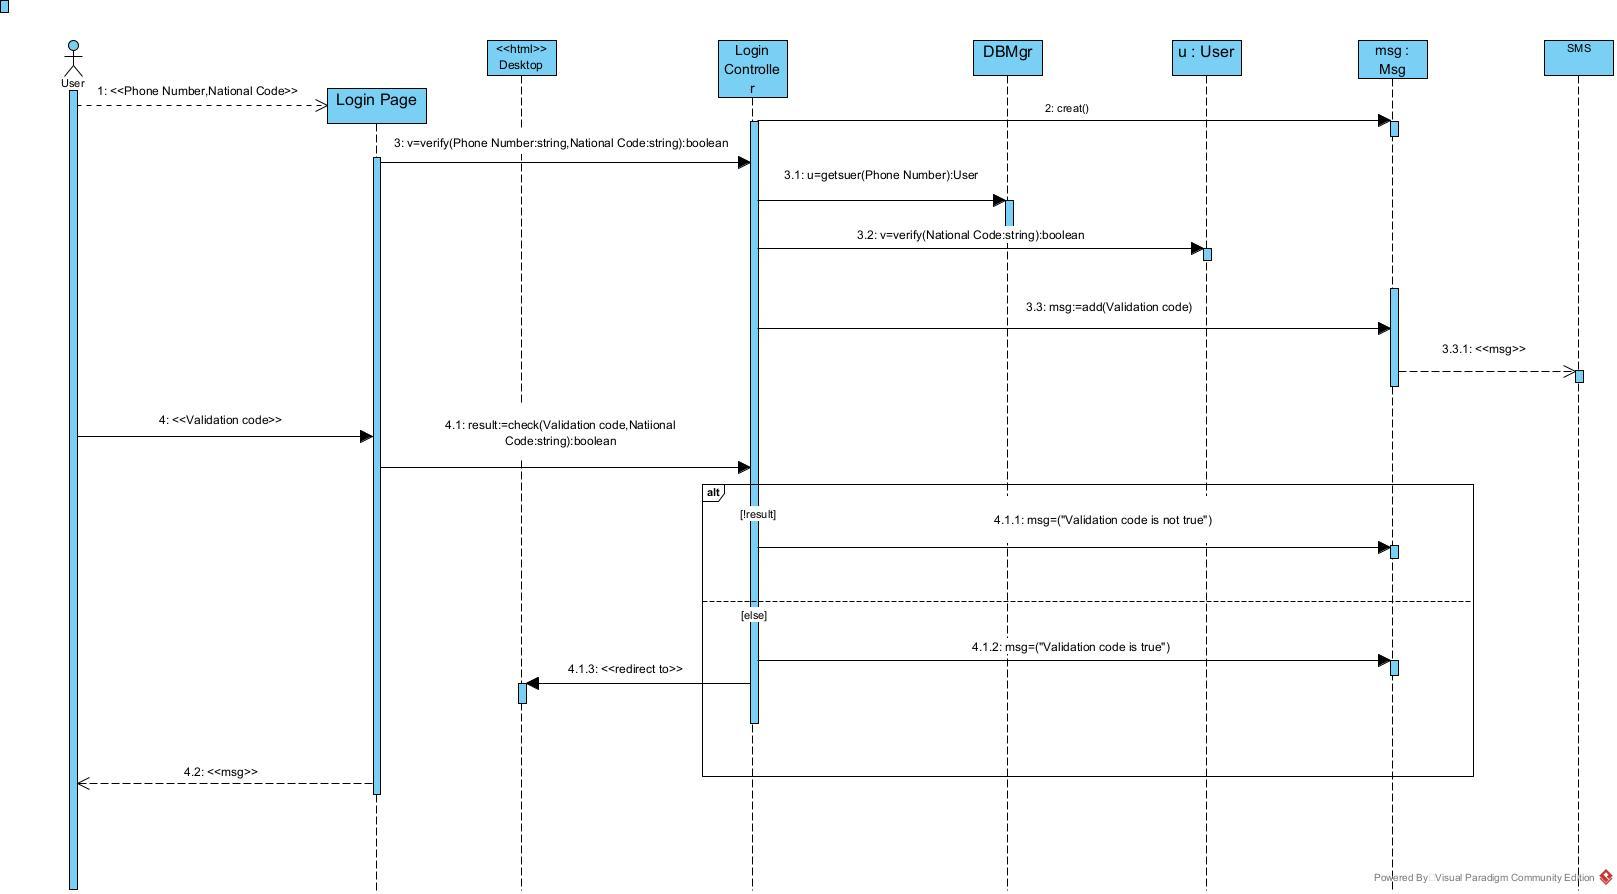 <<html>>
Desktop
Login
Controlle
r
DBMgr
u : User
msg :
Msg
SMS
User
1: <<Phone Number,National Code>>
Login Page
2: creat()
3: v=verify(Phone Number:string,National Code:string):boolean
3.1: u=getsuer(Phone Number):User
3.2: v=verify(National Code:string):boolean
3.3: msg:=add(Validation code)
3.3.1: <<msg>>
4: <<Validation code>>
4.1: result:=check(Validation code,Natiional
Code:string):boolean
alt
[!result]
4.1.1: msg=("Validation code is not true")
[else]
4.1.2: msg=("Validation code is true")
4.1.3: <<redirect to>>
4.2: <<msg>>
Powered By Visual Paradigm Community Edition